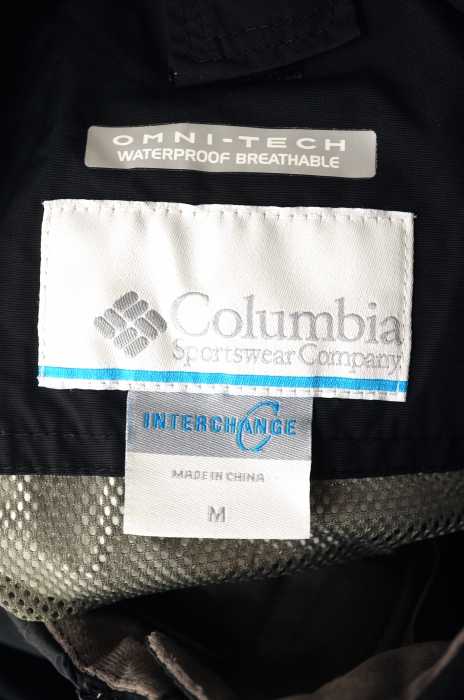 OMNI-TECH
WATERPROOF BREATHABLE
Columbia
Sportswear Company
INTERCHANGE
MADE IN CHINA
M